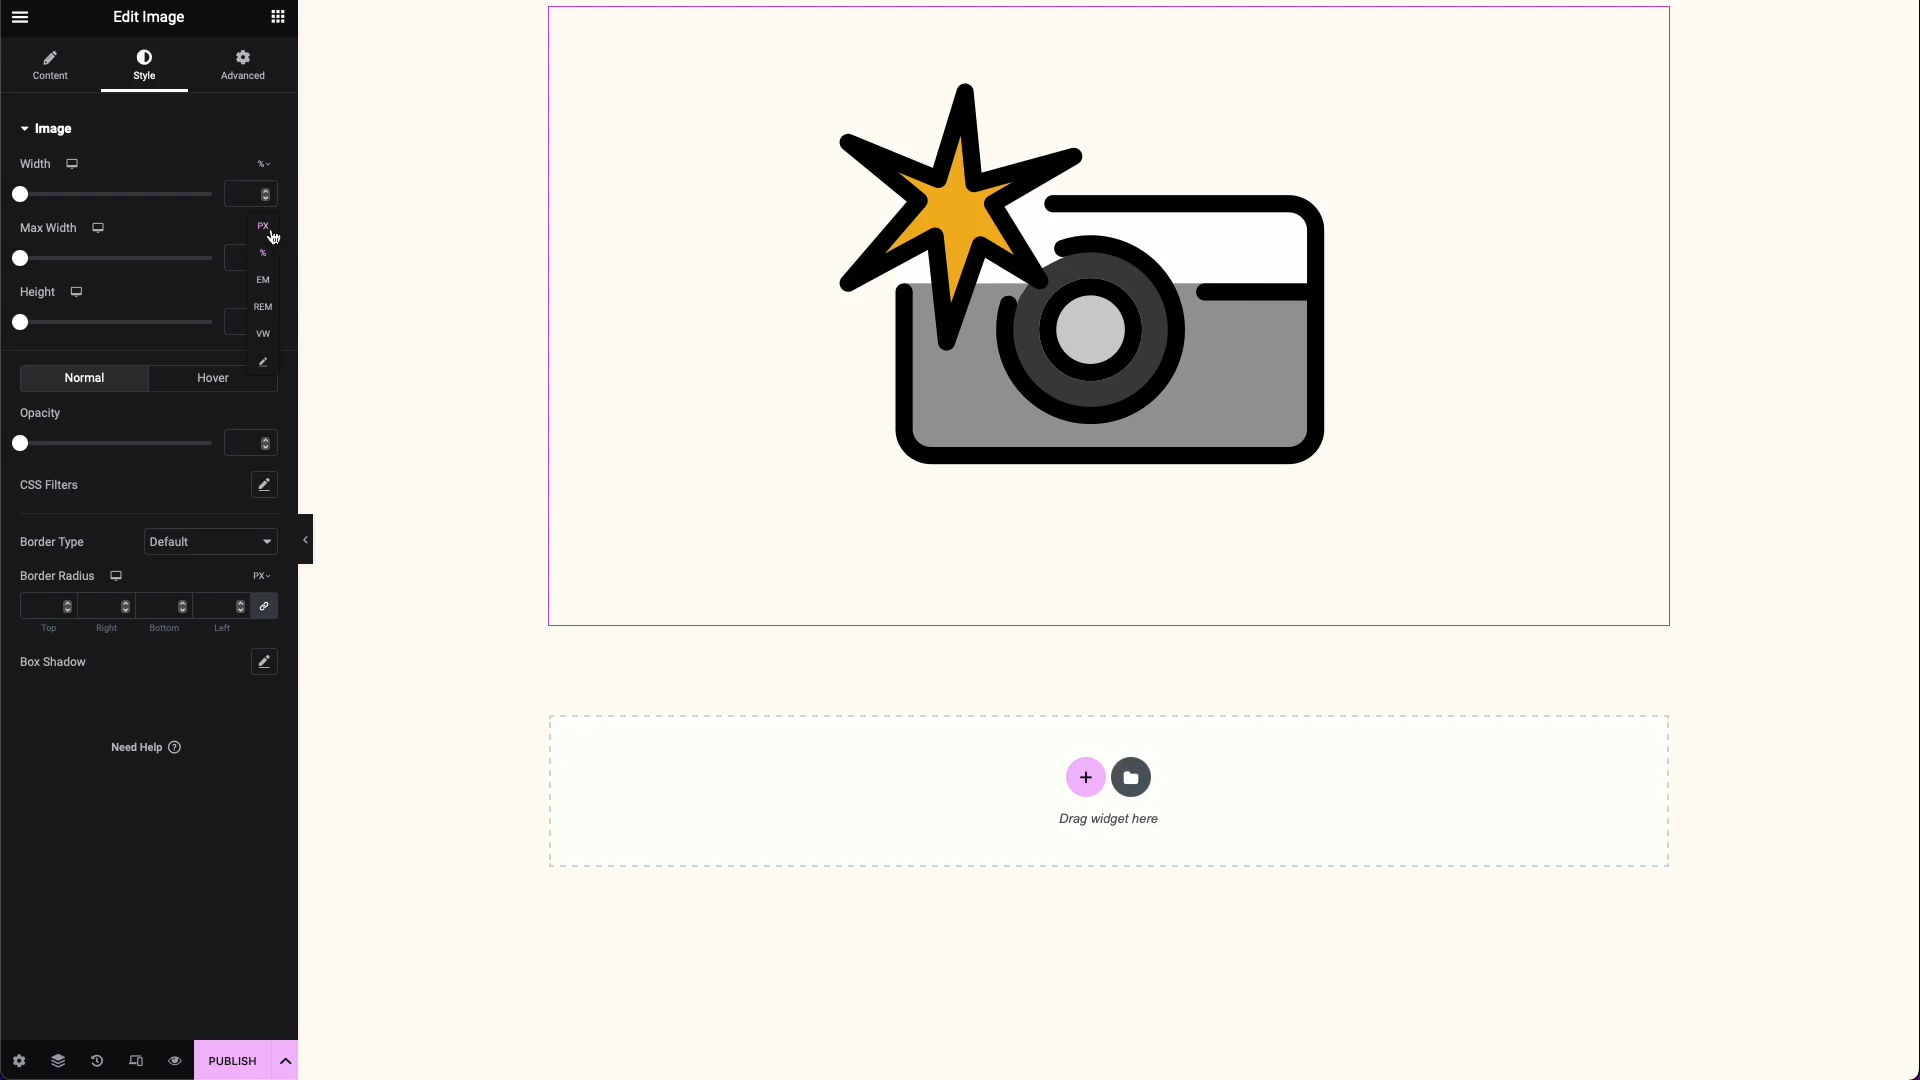 Edit Image
Content Style Advanced
Image
Width %
PX
Max Width
%
EM
Height
REM
VW
Normal Hover
Opacity
CSS Filters
Border Type Default
Border Radius PX
Top Right Bottom Left
Box Shadow
Need Help ?
Drag widget here
PUBLISH